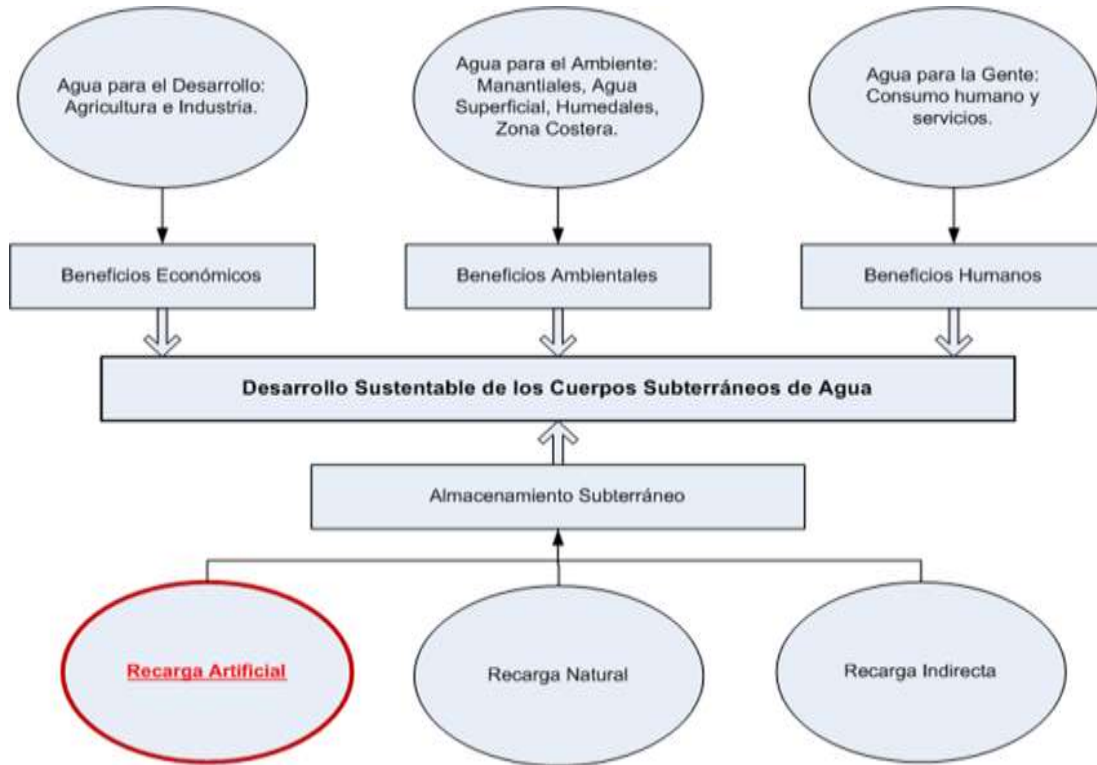 Agua para el Desarrollo:
Agricultura e Industria.
Agua para el Ambiente:
Manantiales, Agua
Superficial, Humedales,
Zona Costera.
Agua para la Gente:
Consumo humano y
servicios.
Beneficios Económicos
Beneficios Ambientales
Beneficios Humanos
Desarrollo Sustentable de los Cuerpos Subterráneos de Agua
Almacenamiento Subterráneo
Recarga Artificial
Recarga Natural
Recarga Indirecta